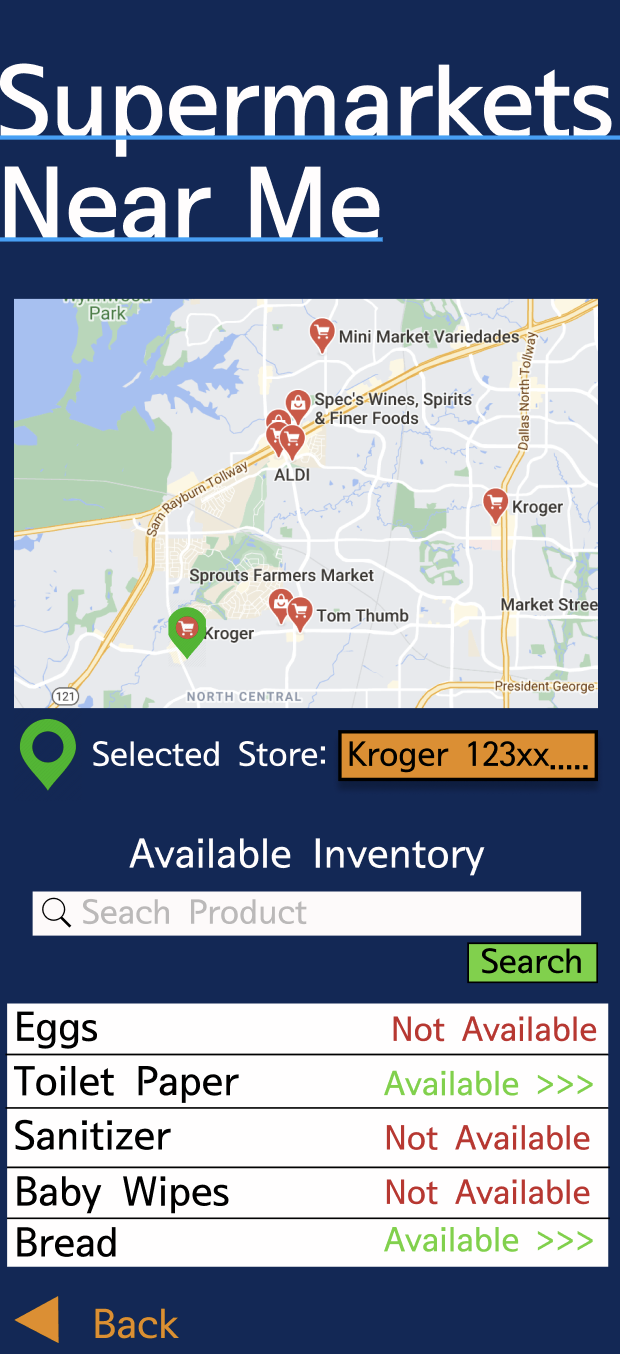 Supermarkets
Near Me
Park
Mini Market Variedades
Dallas North Tollway
Spec's Wines, Spirits
& Finer Foods
ALDI
Sam Rayburn Tollway
Kroger
Sprouts Farmers Market
Market Stree
Tom Thumb
Kroger
121
NORTH CENTRAL
President George
Selected Store: Kroger 123xx.....
Available Inventory
Seach Product
Search
Eggs Not Available
Toilet Paper Available >>>
Sanitizer Not Available
Baby Wipes Not Available
Bread Available >>>
Back